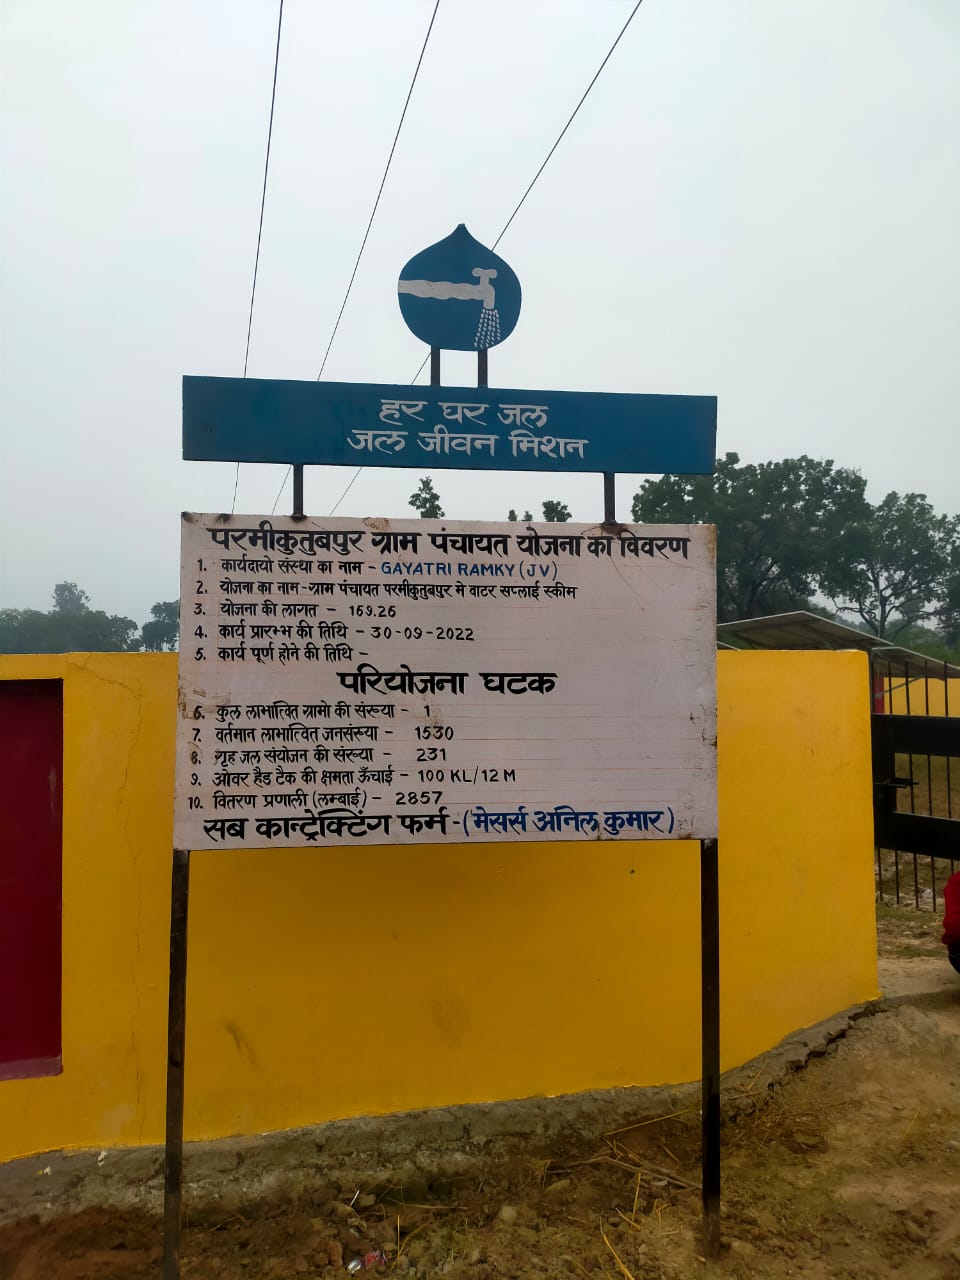 हर घर जल
जल जीवन मिशन
परमीकुतुबपुर ग्राम पंचायत योजना का विवरण
1. कार्यदायी संस्था का नाम - GAYATRI RAMKY (JV)
2. योजना का नाम-ग्राम पंचायत परमीकुतुबपुर मे वाटर सप्लाई स्कीम
3. योजना की लागत - 169.26
4. कार्य प्रारम्भ की तिथि - 30-09-2022
5. कार्य पूर्ण होने की तिथि -
परियोजना घटक
6. कुल लाभान्वित ग्रामो की संख्या - 1
7. वर्तमान लाभान्वित जनसंख्या - 1530
8. गृह जल संयोजन की संख्या - 231
9. ओवर हैड टैंक की क्षमता ऊँचाई - 100 KL/12 M
10. वितरण प्रणाली (लम्बाई) - 2857
सब कान्ट्रेक्टिंग फर्म -(मेसर्स अनिल कुमार)